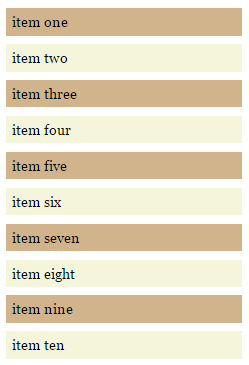 item one
item two
item three
item four
item five
item six
item seven
item eight
item nine
item ten